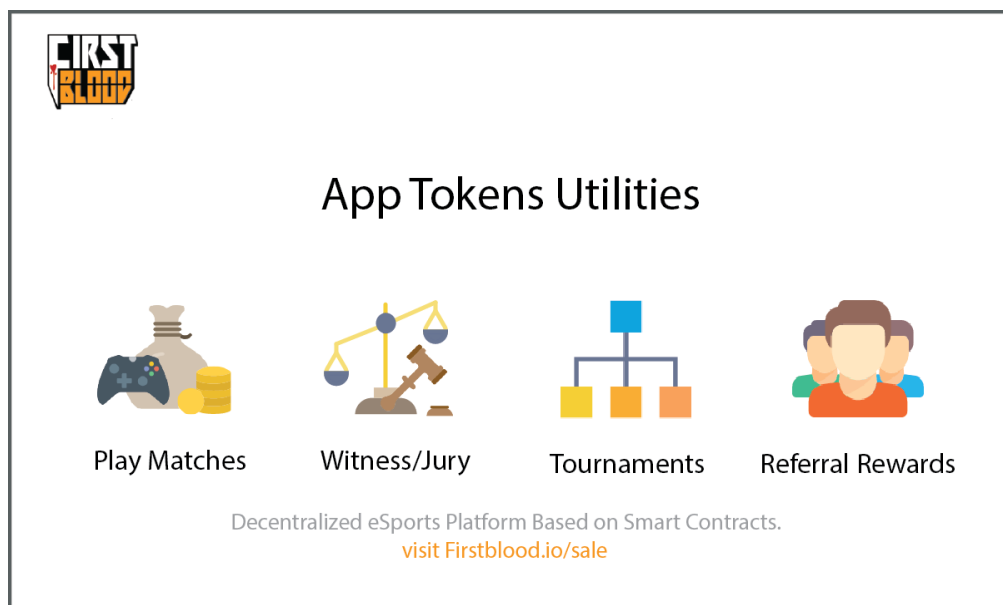 FIRST
BLOOD
App Tokens Utilities
Play Matches
Witness/Jury
Tournaments
Referral Rewards
Decentralized eSports Platform Based on Smart Contracts.
visit Firstblood.io/sale